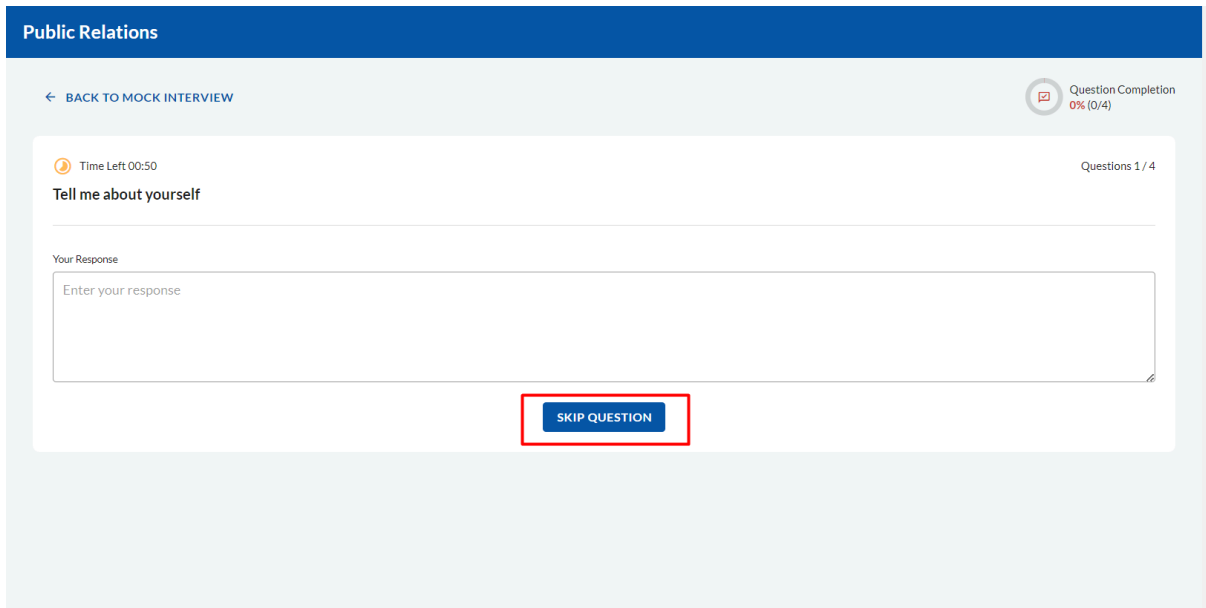 Public Relations
← BACK TO MOCK INTERVIEW
Question Completion
0% (0/4)
Time Left 00:50
Questions 1 / 4
Tell me about yourself
Your Response
Enter your response
SKIP QUESTION